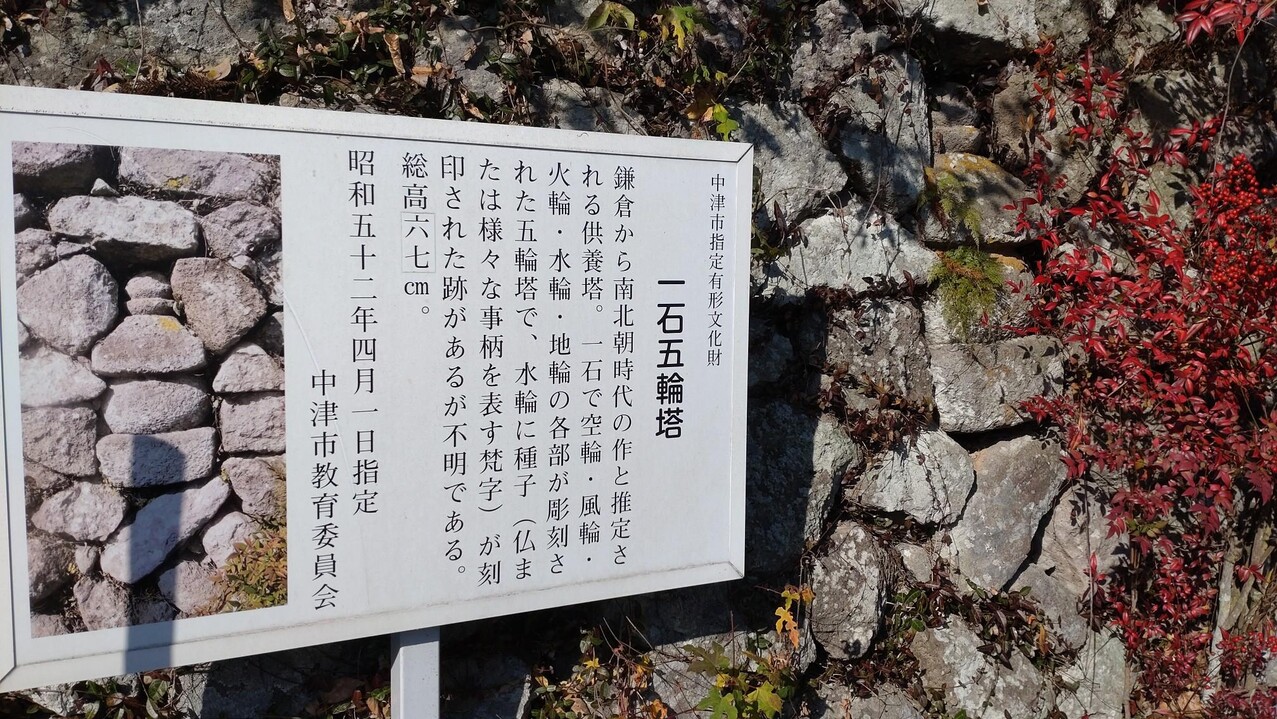 中津市指定有形文化財
一石五輪塔
鎌倉から南北朝時代の作と推定さ
れる供養塔。一石で空輪・風輪・
火輪・水輪・地輪の各部が彫刻さ
れた五輪塔で、水輪に種子（仏ま
たは様々な事柄を表す梵字）が刻
印された跡があるが不明である。
総高六七㎝。
昭和五十二年四月一日指定
中津市教育委員会